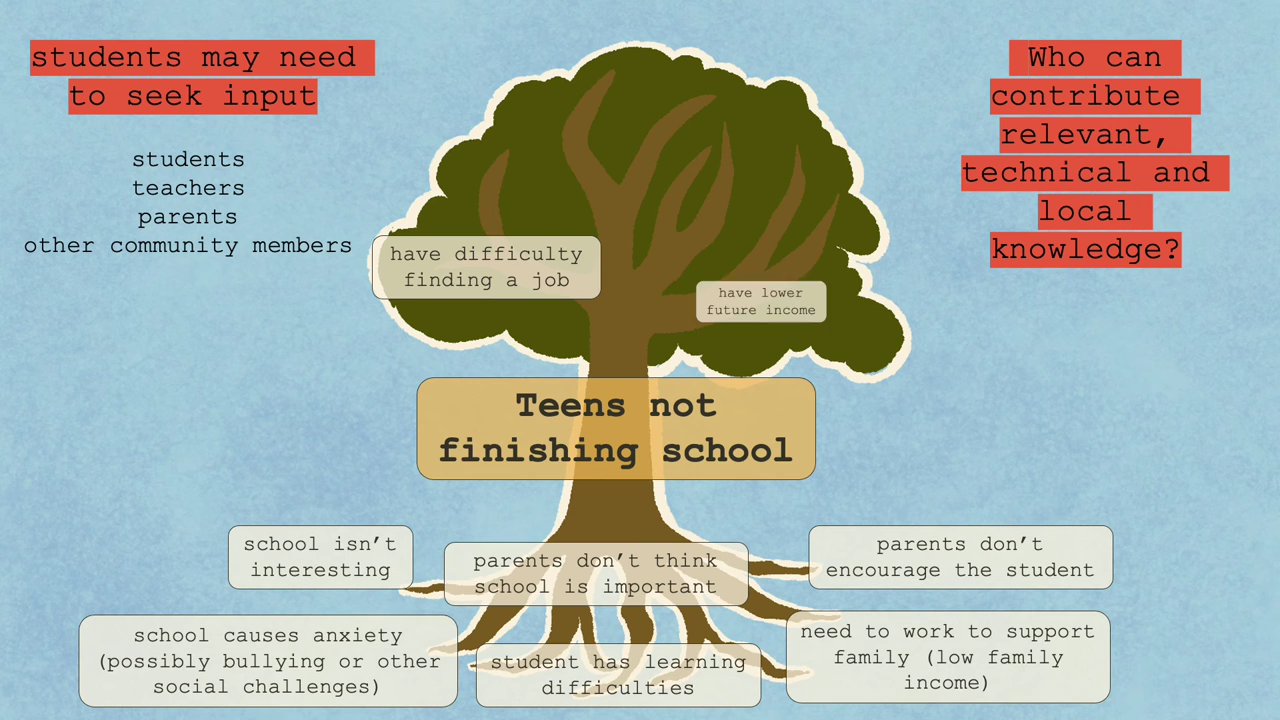 students may need
to seek input
students
teachers
parents
other community members
Who can
contribute
relevant,
technical and
local
knowledge?
have difficulty
finding a job
have lower
future income
Teens not
finishing school
school isn’t
interesting
parents don’t think
school is important
parents don’t
encourage the student
school causes anxiety
(possibly bullying or other
social challenges)
student has learning
difficulties
need to work to support
family (low family
income)